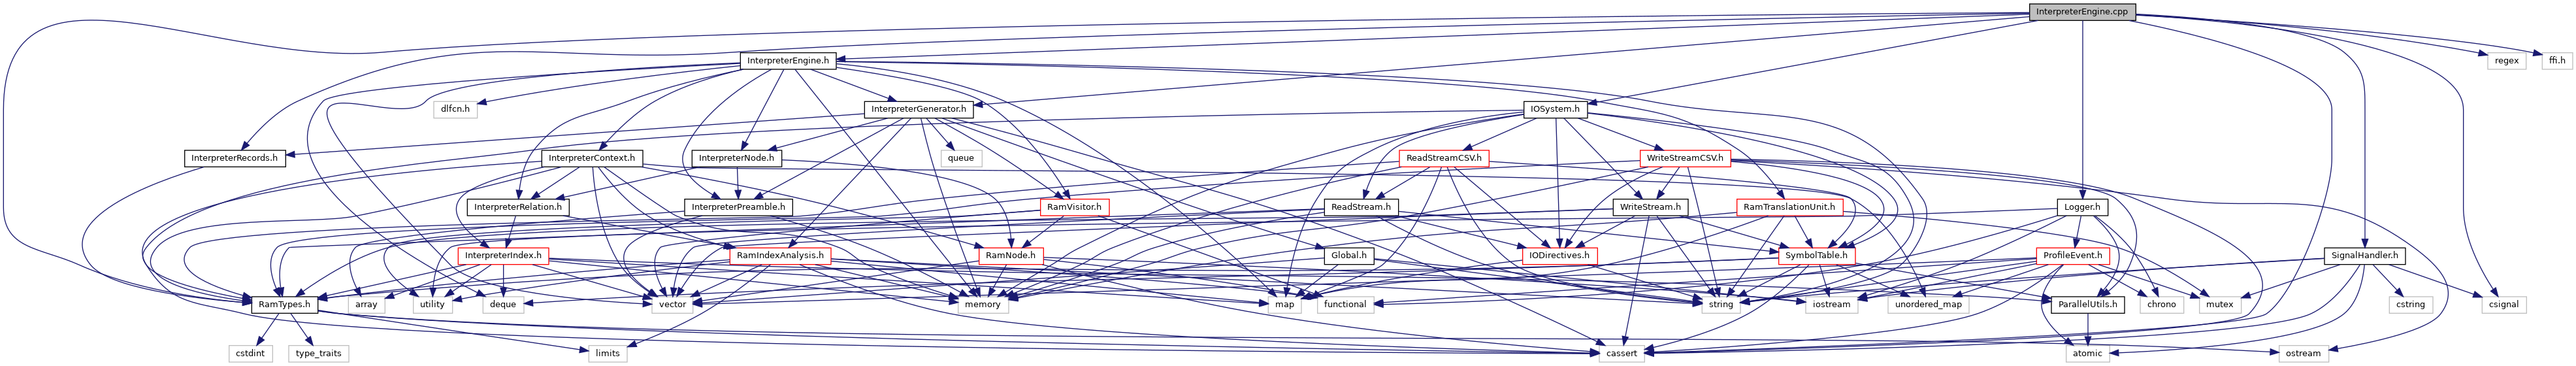 InterpreterEngine.cpp
InterpreterEngine.h
regex
ffi.h
dlfcn.h
InterpreterGenerator.h
IOSystem.h
InterpreterRecords.h
InterpreterContext.h
InterpreterNode.h
queue
ReadStreamCSV.h
WriteStreamCSV.h
InterpreterRelation.h
InterpreterPreamble.h
RamVisitor.h
ReadStream.h
WriteStream.h
RamTranslationUnit.h
Logger.h
InterpreterIndex.h
RamIndexAnalysis.h
RamNode.h
Global.h
IODirectives.h
SymbolTable.h
ProfileEvent.h
SignalHandler.h
RamTypes.h
array
utility
deque
vector
memory
map
functional
string
iostream
unordered_map
ParallelUtils.h
chrono
mutex
cstring
csignal
cstdint
type_traits
limits
cassert
atomic
ostream